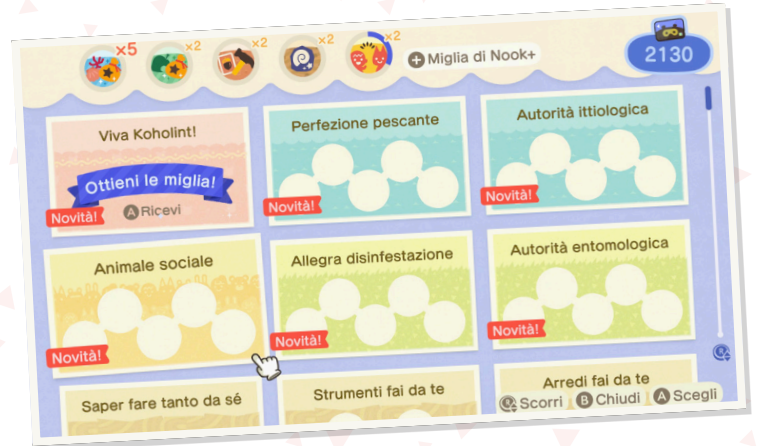 ×5
×2
×2
×2
×2
Miglia di Nook+
2130
Viva Koholint!
Ottieni le miglia!
Novità!
A Ricevi
Perfezione pescante
Novità!
Autorità ittiologica
Novità!
Animale sociale
Novità!
Allegra disinfestazione
Novità!
Autorità entomologica
Novità!
Saper fare tanto da sé
Strumenti fai da te
Arredi fai da te
R Scorri
B Chiudi
A Scegli